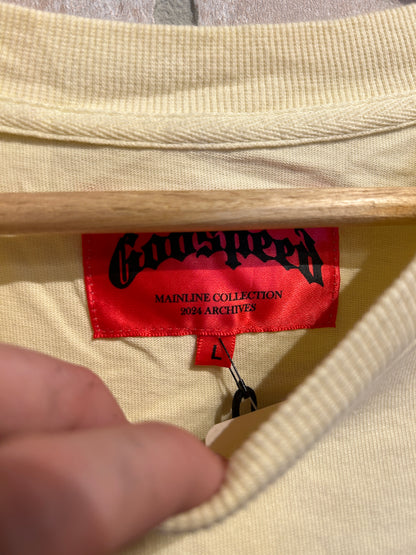 Godspeed
MAINLINE COLLECTION
2024 ARCHIVES
L